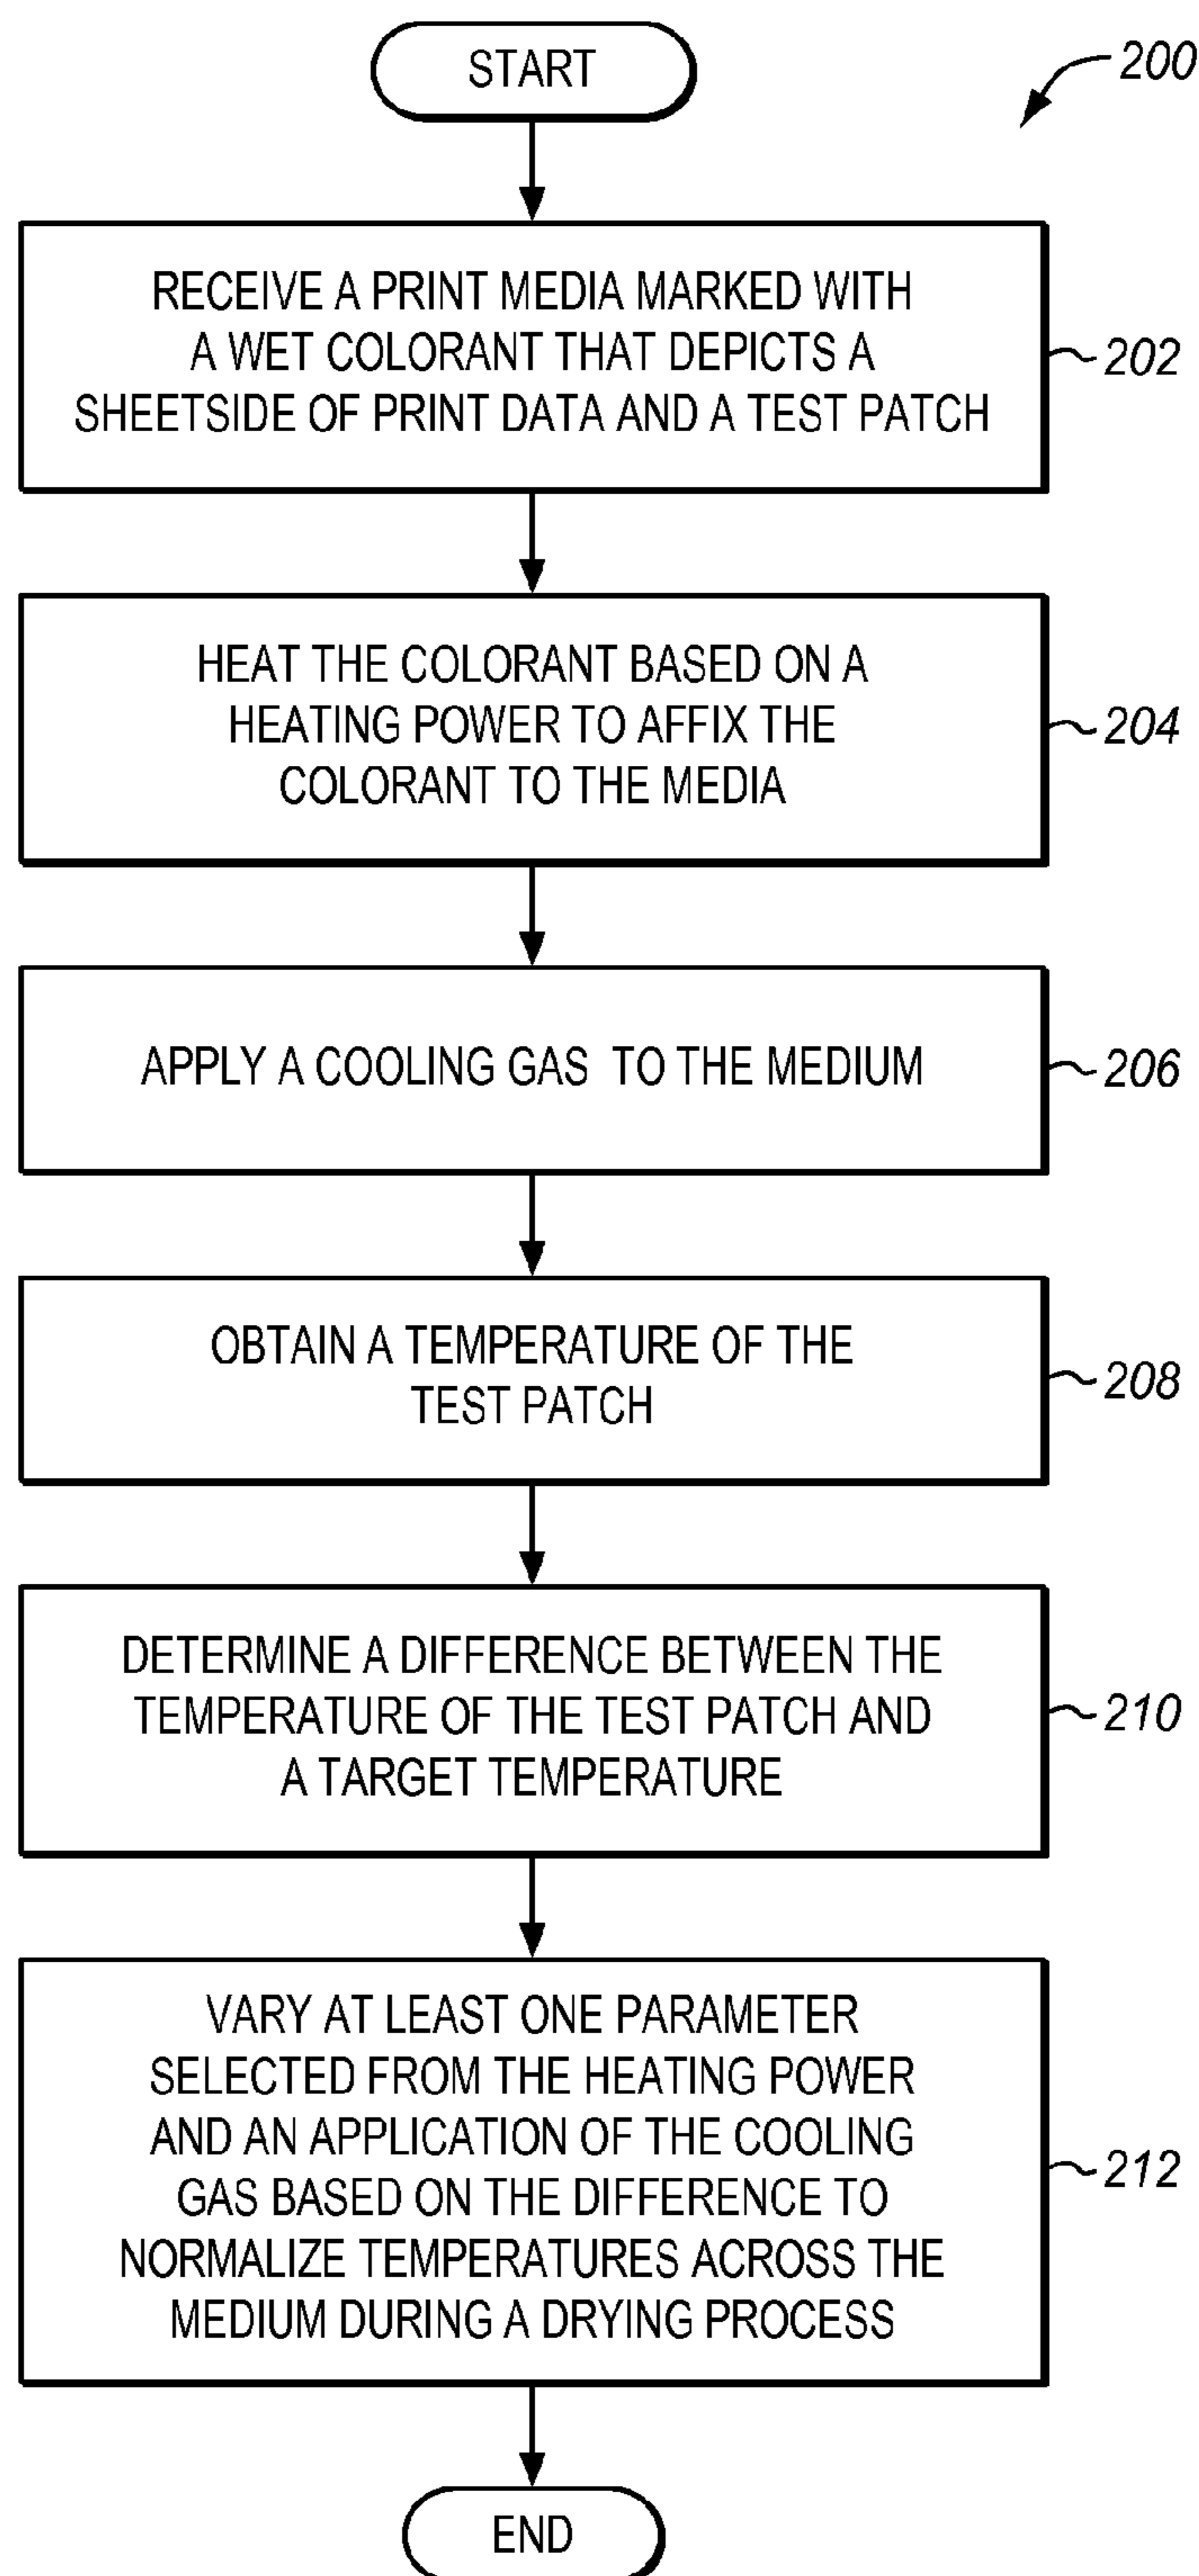 START
200
RECEIVE A PRINT MEDIA MARKED WITH
A WET COLORANT THAT DEPICTS A
SHEETSIDE OF PRINT DATA AND A TEST PATCH
202
HEAT THE COLORANT BASED ON A
HEATING POWER TO AFFIX THE
COLORANT TO THE MEDIA
204
APPLY A COOLING GAS TO THE MEDIUM
206
OBTAIN A TEMPERATURE OF THE
TEST PATCH
208
DETERMINE A DIFFERENCE BETWEEN THE
TEMPERATURE OF THE TEST PATCH AND
A TARGET TEMPERATURE
210
VARY AT LEAST ONE PARAMETER
SELECTED FROM THE HEATING POWER
AND AN APPLICATION OF THE COOLING
GAS BASED ON THE DIFFERENCE TO
NORMALIZE TEMPERATURES ACROSS THE
MEDIUM DURING A DRYING PROCESS
212
END